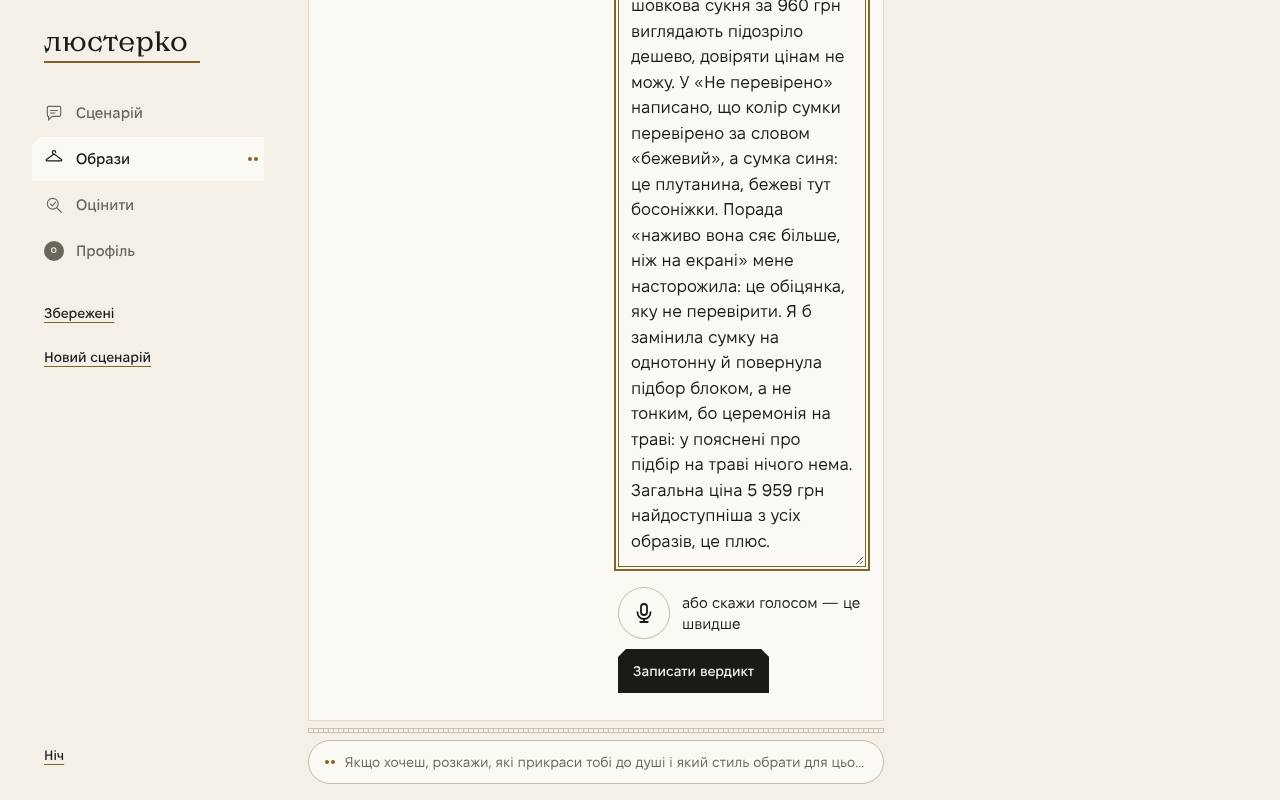 люстерко
Сценарій
Образи
Оцінити
О
Профіль
Збережені
Новий сценарій
Ніч
шовкова сукня за 960 грн
виглядають підозріло
дешево, довіряти цінам не
можу. У «Не перевірено»
написано, що колір сумки
перевірено за словом
«бежевий», а сумка синя:
це плутанина, бежеві тут
босоніжки. Порада
«наживо вона сяє більше,
ніж на екрані» мене
насторожила: це обіцянка,
яку не перевірити. Я б
замінила сумку на
однотонну й повернула
підбор блоком, а не
тонким, бо церемонія на
траві: у пояснені про
підбір на траві нічого нема.
Загальна ціна 5 959 грн
найдоступніша з усіх
образів, це плюс.
або скажи голосом — це
швидше
Записати вердикт
Якщо хочеш, розкажи, які прикраси тобі до душі і який стиль обрати для цьо...